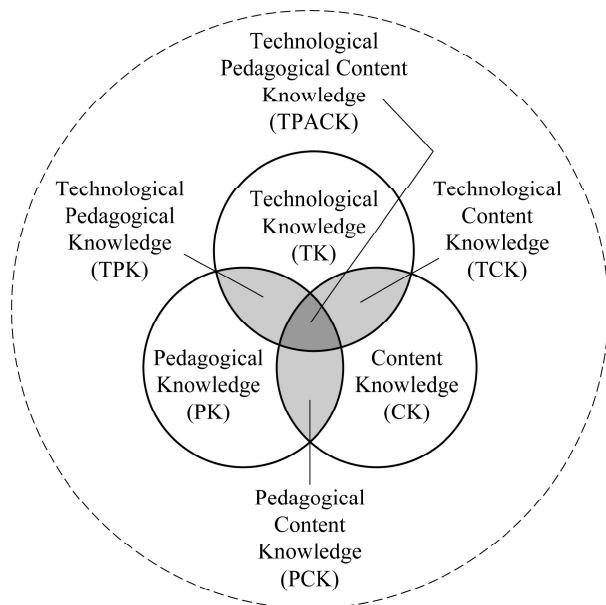 Technological
Pedagogical Content
Knowledge
(TPACK)
Technological
Pedagogical
Knowledge
(TPK)
Technological
Knowledge
(TK)
Technological
Content
Knowledge
(TCK)
Pedagogical
Knowledge
(PK)
Content
Knowledge
(CK)
Pedagogical
Content
Knowledge
(PCK)